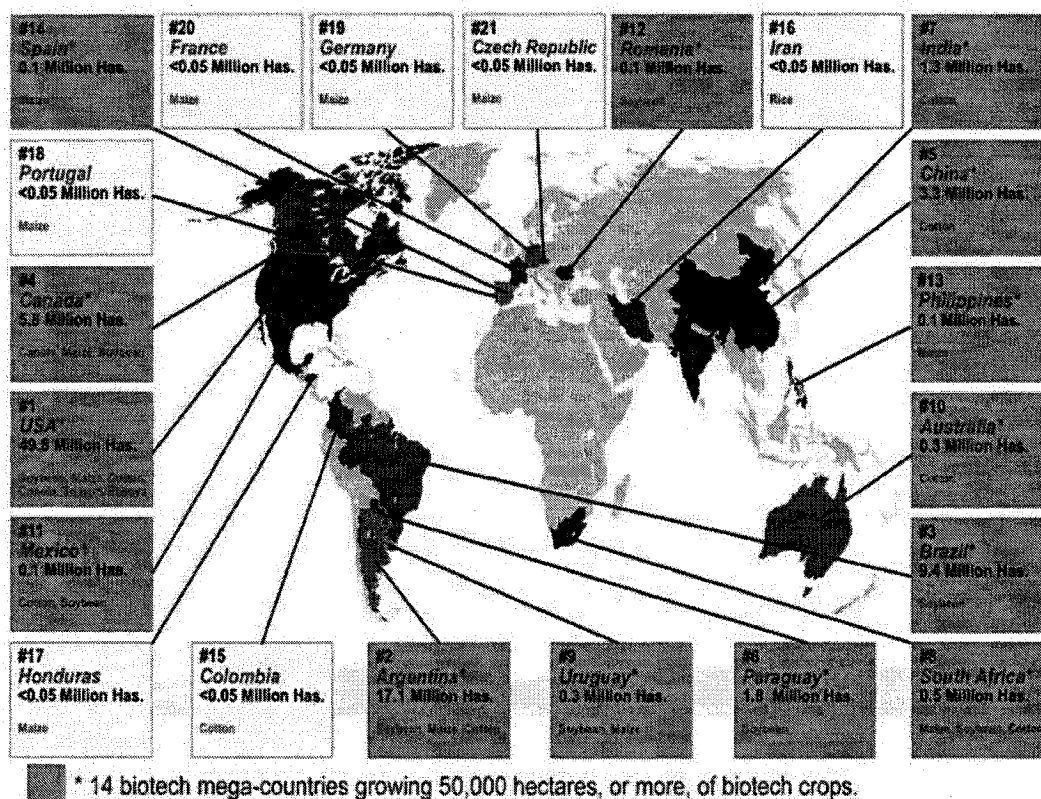 #14
Spain*
0.1 Million Has.
Maize
#20
France
<0.05 Million Has.
Maize
#19
Germany
<0.05 Million Has.
Maize
#21
Czech Republic
<0.05 Million Has.
Maize
#12
Romania*
0.1 Million Has.
Soybean
#16
Iran
<0.05 Million Has.
Rice
#7
India*
1.3 Million Has.
Cotton
#18
Portugal
<0.05 Million Has.
Maize
#5
China*
3.3 Million Has.
Cotton
#4
Canada*
5.8 Million Has.
Canola, Maize, Soybean
#13
Philippines*
0.1 Million Has.
Maize
#1
USA*
49.8 Million Has.
Soybean, Maize, Cotton,
Canola, Squash, Papaya
#10
Australia*
0.3 Million Has.
Cotton
#11
Mexico*
0.1 Million Has.
Cotton, Soybean
#3
Brazil*
9.4 Million Has.
Soybean
#17
Honduras
<0.05 Million Has.
Maize
#15
Colombia
<0.05 Million Has.
Cotton
#2
Argentina*
17.1 Million Has.
Soybean, Maize, Cotton
#9
Uruguay*
0.3 Million Has.
Soybean, Maize
#6
Paraguay*
1.8 Million Has.
Soybean
#8
South Africa*
0.5 Million Has.
Maize, Soybean, Cotton
* 14 biotech mega-countries growing 50,000 hectares, or more, of biotech crops.